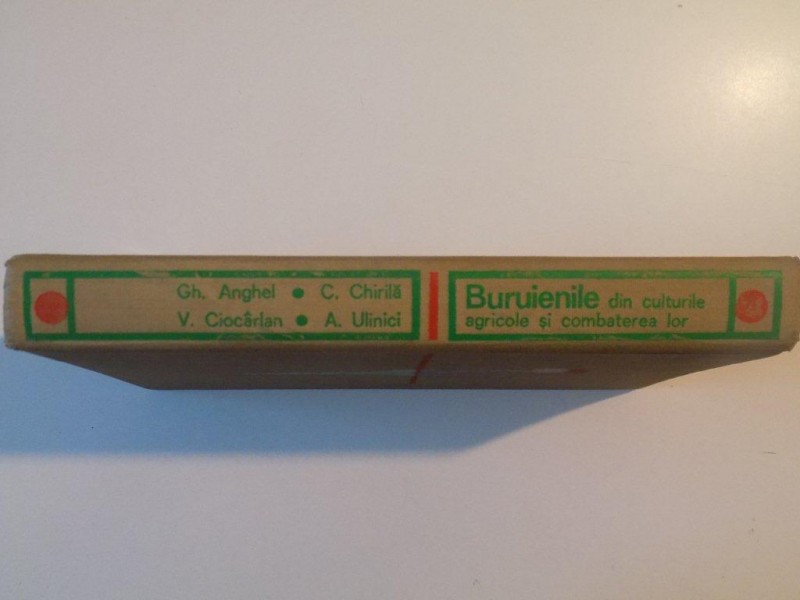 Gh. Anghel ● C. Chirilă
V. Ciocârlan ● A. Ulinici
Buruienile din culturile
agricole și combaterea lor